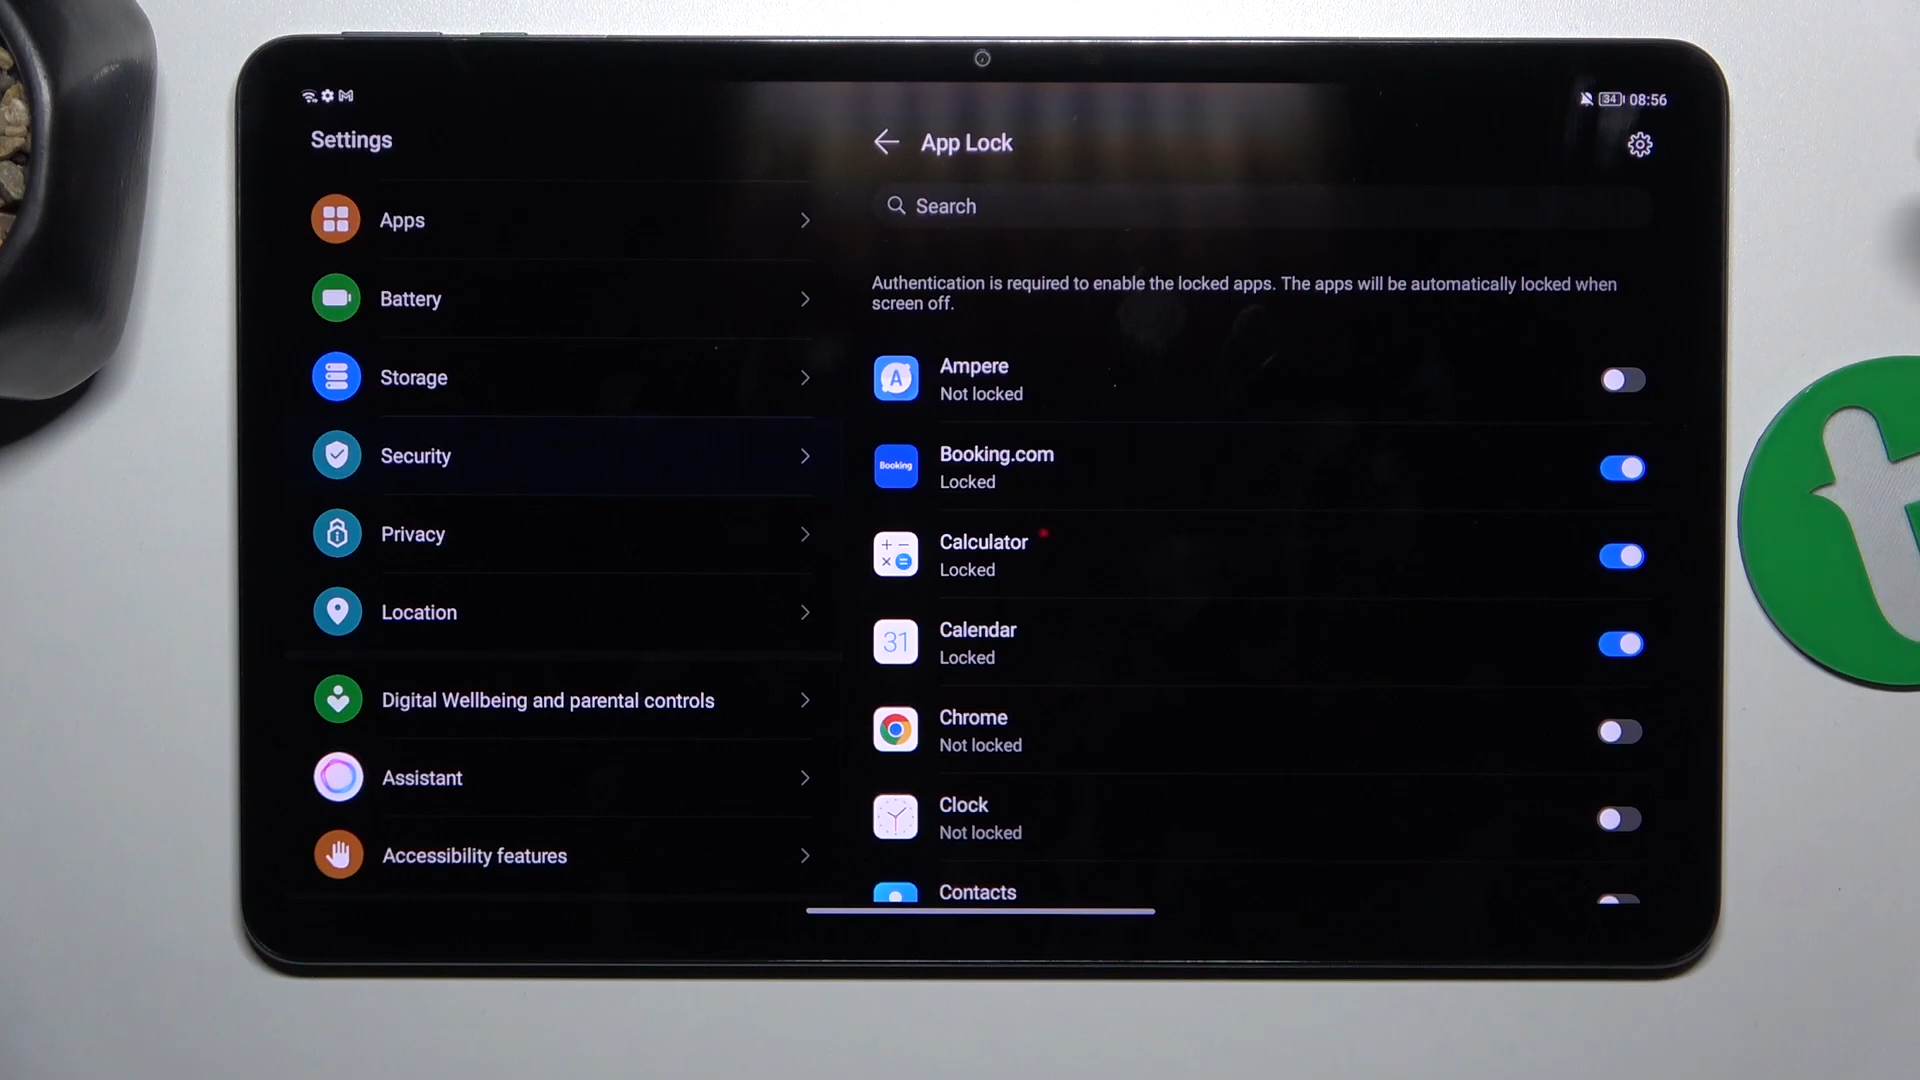 34 08:56
Settings
App Lock
Search
Apps
Authentication is required to enable the locked apps. The apps will be automatically locked when
screen off.
Battery
Storage
Security
Privacy
Location
Digital Wellbeing and parental controls
Assistant
Accessibility features
A
Ampere
Not locked
Booking
Booking.com
Locked
Calculator
Locked
31
Calendar
Locked
Chrome
Not locked
Clock
Not locked
Contacts